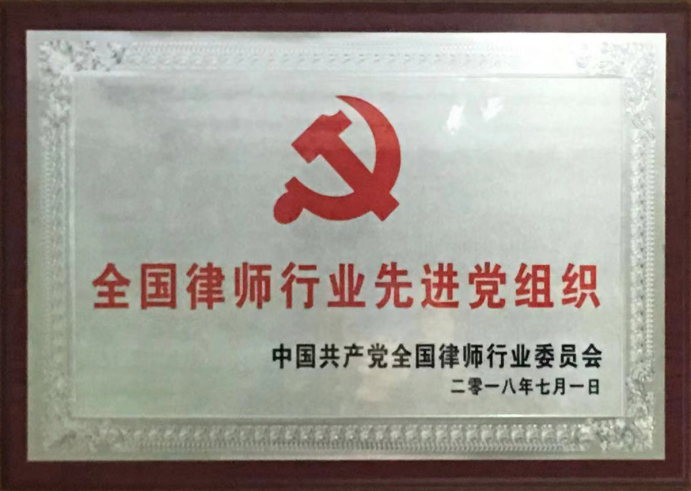 全国律师行业先进党组织
中国共产党全国律师行业委员会
二零一八年七月一日